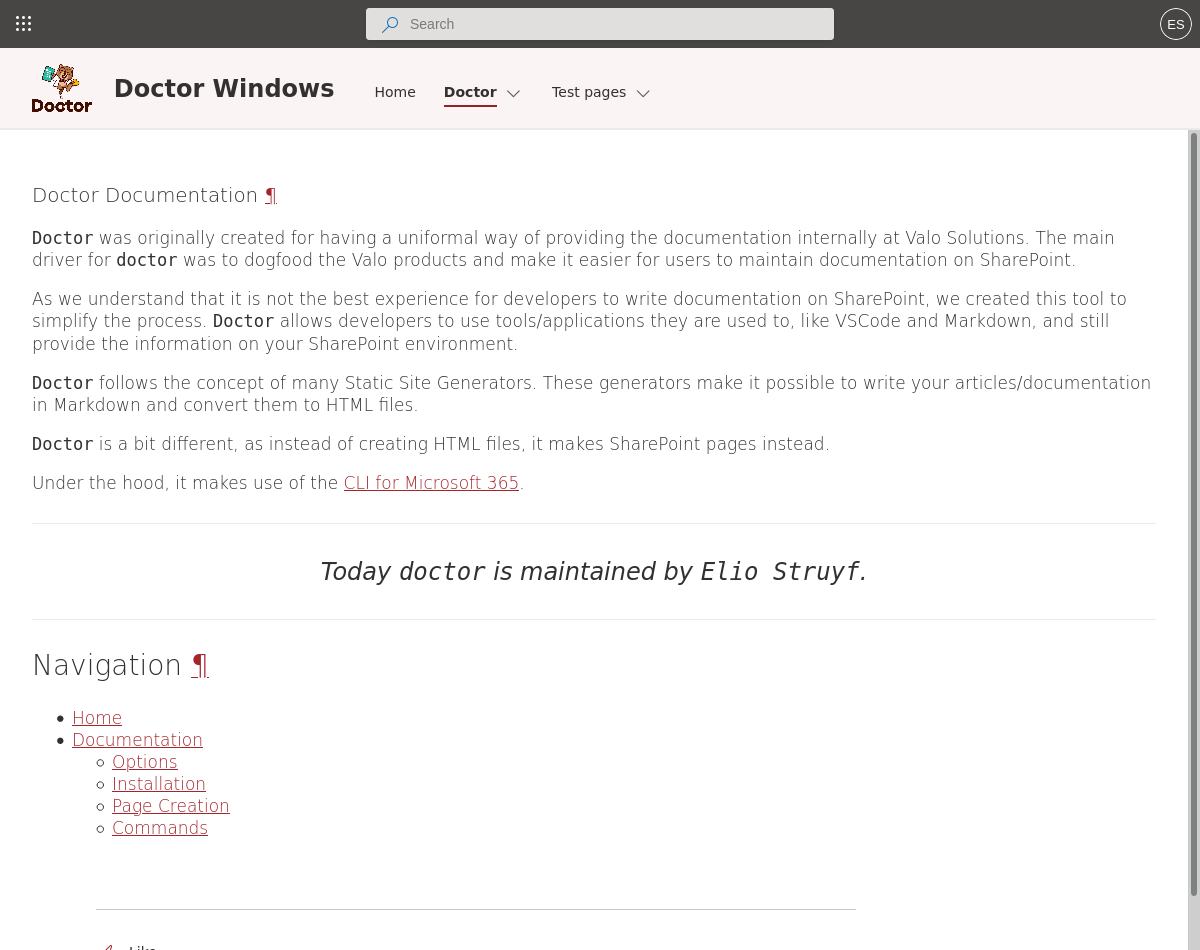 Search
ES
Doctor
Doctor Windows
Home
Doctor
Test pages
Doctor Documentation ¶
Doctor was originally created for having a uniformal way of providing the documentation internally at Valo Solutions. The main
driver for doctor was to dogfood the Valo products and make it easier for users to maintain documentation on SharePoint.
As we understand that it is not the best experience for developers to write documentation on SharePoint, we created this tool to
simplify the process. Doctor allows developers to use tools/applications they are used to, like VSCode and Markdown, and still
provide the information on your SharePoint environment.
Doctor follows the concept of many Static Site Generators. These generators make it possible to write your articles/documentation
in Markdown and convert them to HTML files.
Doctor is a bit different, as instead of creating HTML files, it makes SharePoint pages instead.
Under the hood, it makes use of the CLI for Microsoft 365.
Today doctor is maintained by Elio Struyf.
Navigation ¶
Home
Documentation
Options
Installation
Page Creation
Commands
Like